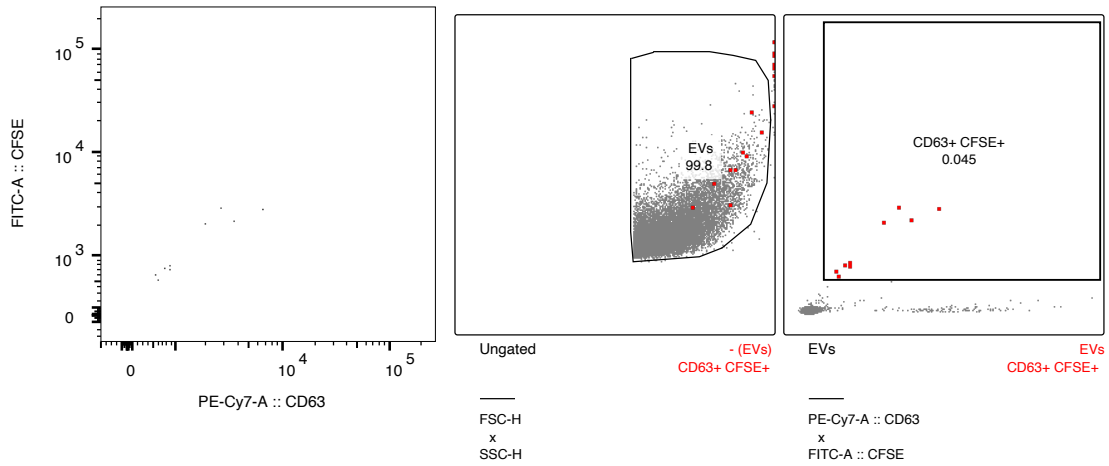 FITC-A :: CFSE
10^5
10^4
10^3
0
0
10^4
10^5
PE-Cy7-A :: CD63
EVs
99.8
Ungated
- (EVs)
CD63+ CFSE+
FSC-H
x
SSC-H
CD63+ CFSE+
0.045
EVs
EVs
CD63+ CFSE+
PE-Cy7-A :: CD63
x
FITC-A :: CFSE